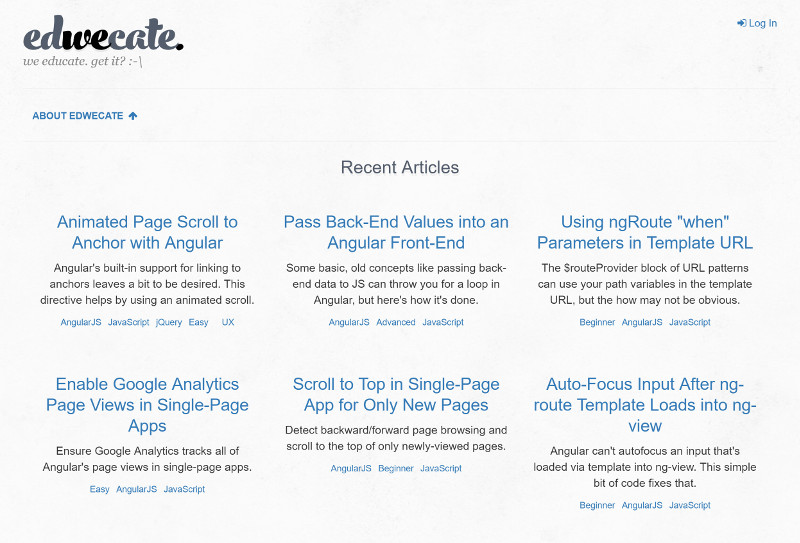 edwecate.
Log In
we educate. get it? :-\
ABOUT EDWECATE
Recent Articles
Animated Page Scroll to
Anchor with Angular
Angular's built-in support for linking to
anchors leaves a bit to be desired. This
directive helps by using an animated scroll.
AngularJS JavaScript jQuery Easy UX
Pass Back-End Values into an
Angular Front-End
Some basic, old concepts like passing back-
end data to JS can throw you for a loop in
Angular, but here's how it's done.
AngularJS Advanced JavaScript
Using ngRoute "when"
Parameters in Template URL
The $routeProvider block of URL patterns
can use your path variables in the template
URL, but the how may not be obvious.
Beginner AngularJS JavaScript
Enable Google Analytics
Page Views in Single-Page
Apps
Ensure Google Analytics tracks all of
Angular's page views in single-page apps.
Easy AngularJS JavaScript
Scroll to Top in Single-Page
App for Only New Pages
Detect backward/forward page browsing and
scroll to the top of only newly-viewed pages.
AngularJS Beginner JavaScript
Auto-Focus Input After ng-
route Template Loads into ng-
view
Angular can't autofocus an input that's
loaded via template into ng-view. This simple
bit of code fixes that.
Beginner AngularJS JavaScript